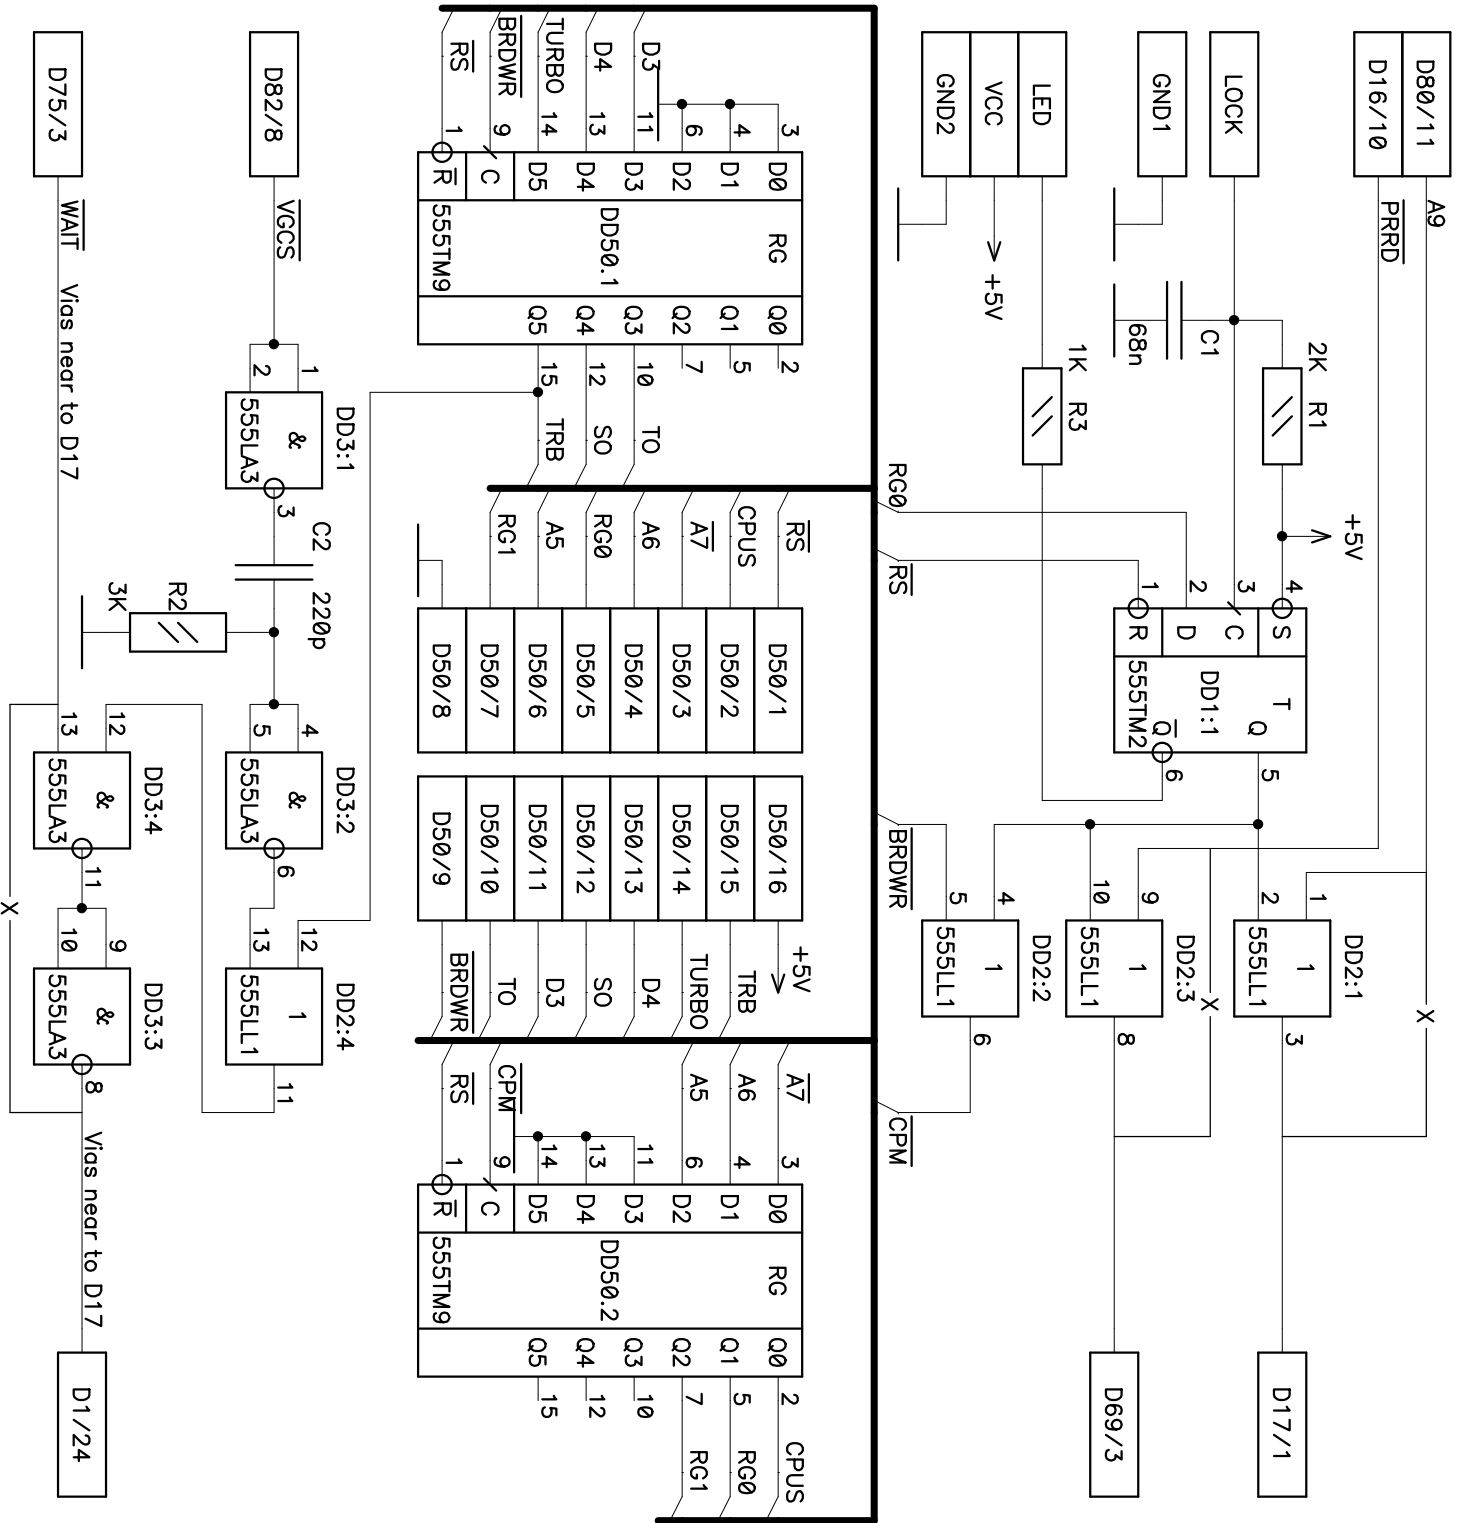 D80/11
D16/10
A9
PRRD
LOCK
GND1
LED
VCC
GND2
+5V
C1
68n
2K
R1
1K
R3
+5V
RG0
RS
4
3
2
1
S
C
D
R
T
Q
Q
DD1:1
555TM2
5
6
BRDWR
1
2
DD2:1
1
555LL1
3
X
9
10
DD2:3
1
555LL1
8
X
4
5
DD2:2
1
555LL1
6
CPM
D17/1
D69/3
D3
D4
TURBO
BRDWR
RS
3
4
6
11
13
14
9
1
D0
D1
D2
D3
D4
D5
C
R
RG
DD50.1
555TM9
Q0
Q1
Q2
Q3
Q4
Q5
2
5
7
10
12
15
TO
SO
TRB
RS
CPUS
A7
A6
RG0
A5
RG1
D50/1
D50/2
D50/3
D50/4
D50/5
D50/6
D50/7
D50/8
D50/16
D50/15
D50/14
D50/13
D50/12
D50/11
D50/10
D50/9
+5V
TRB
TURBO
D4
SO
D3
TO
BRDWR
A7
A6
A5
CPM
RS
3
4
6
11
13
14
9
1
D0
D1
D2
D3
D4
D5
C
R
RG
DD50.2
555TM9
Q0
Q1
Q2
Q3
Q4
Q5
2
5
7
10
12
15
CPUS
RG0
RG1
D82/8
VGCS
1
2
DD3:1
&
555LA3
3
C2
220p
R2
3K
4
5
DD3:2
&
555LA3
6
12
13
DD2:4
1
555LL1
11
D75/3
WAIT
Vias near to D17
12
13
DD3:4
&
555LA3
11
9
10
DD3:3
&
555LA3
8
X
Vias near to D17
D1/24